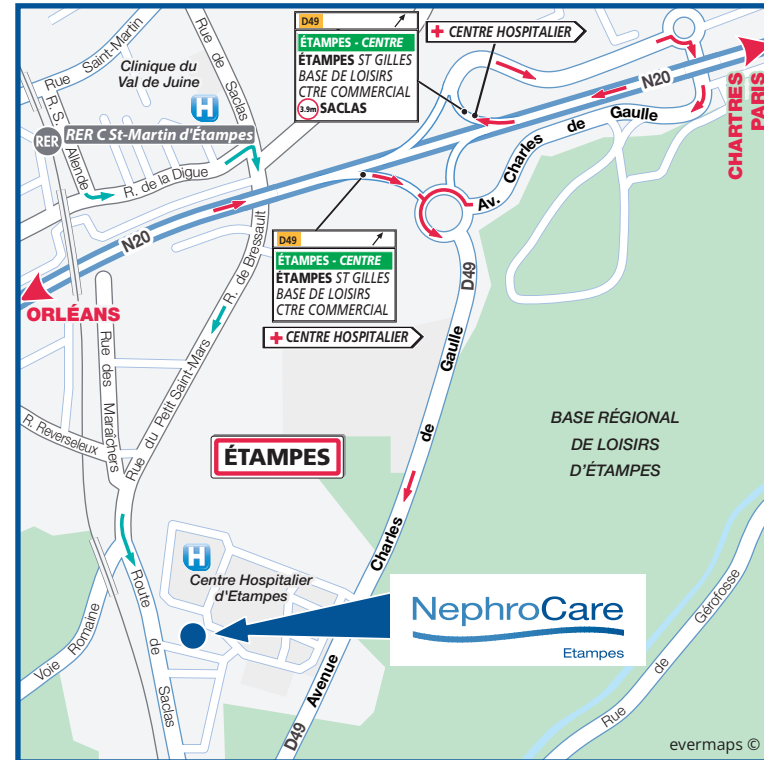 D49
ÉTAMPES - CENTRE
ÉTAMPES ST GILLES
BASE DE LOISIRS
CTRE COMMERCIAL
3.9m SACLAS
CENTRE HOSPITALIER
Rue Saint-Martin
Rue de Saclas
Clinique du
Val de Juine
H
N20
CHARTRES
PARIS
RER
RER C St-Martin d'Étampes
R. S. Allende
R. de la Digue
Av. Charles de Gaulle
N20
D49
ÉTAMPES - CENTRE
ÉTAMPES ST GILLES
BASE DE LOISIRS
CTRE COMMERCIAL
CENTRE HOSPITALIER
R. de Bressault
D49
ORLÉANS
Rue des Maraîchers
Rue du Petit Saint-Mars
R. Reverseleux
ÉTAMPES
BASE RÉGIONAL
DE LOISIRS
D'ÉTAMPES
H
Centre Hospitalier
d'Etampes
NephroCare
Etampes
Voie Romaine
Route de Saclas
D49 Avenue Charles de Gaulle
Rue de Gérofosse
evermaps ©